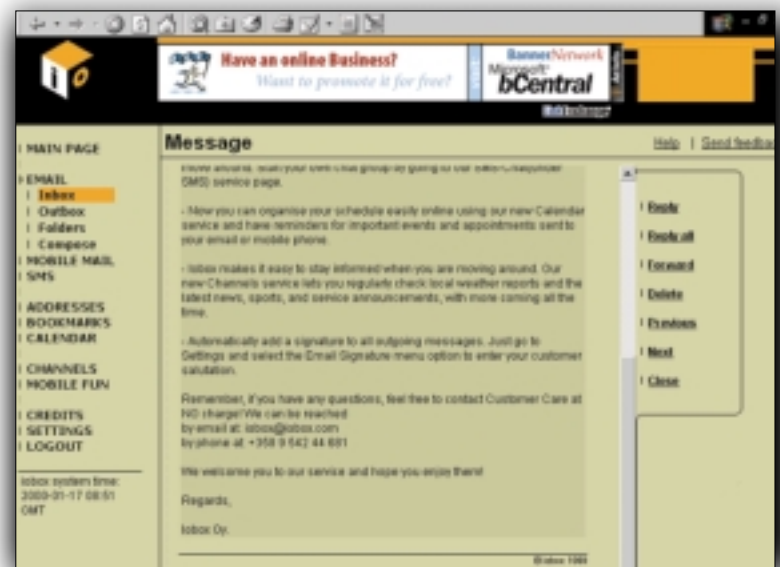 io
Have an online Business?
Want to promote it for free?
BannerNetwork
Microsoft
bCentral
Message
Help | Send feedback
MAIN PAGE
EMAIL
Inbox
Outbox
Folders
Compose
MOBILE MAIL
SMS
ADDRESSES
BOOKMARKS
CALENDAR
CHANNELS
MOBILE FUN
CREDITS
SETTINGS
LOGOUT
iobox system time:
2000-01-17 08:51
GMT
move around. Start your own chat group by going to our SMS-Chat(under
SMS) service page.
- Now you can organise your schedule easily online using our new Calendar
service and have reminders for important events and appointments sent to
your email or mobile phone.
- Iobox makes it easy to stay informed when you are moving around. Our
new Channels service lets you regularly check local weather reports and the
latest news, sports, and service announcements, with more coming all the
time.
- Automatically add a signature to all outgoing messages. Just go to
Settings and select the Email Signature menu option to enter your customer
salutation.
Remember, if you have any questions, feel free to contact Customer Care at
NO charge! We can be reached
by email at: iobox@iobox.com
by phone at: +358 9 642 44 881
We welcome you to our service and hope you enjoy them!
Regards,
Iobox Oy.
© iobox 1999
Reply
Reply all
Forward
Delete
Previous
Next
Close